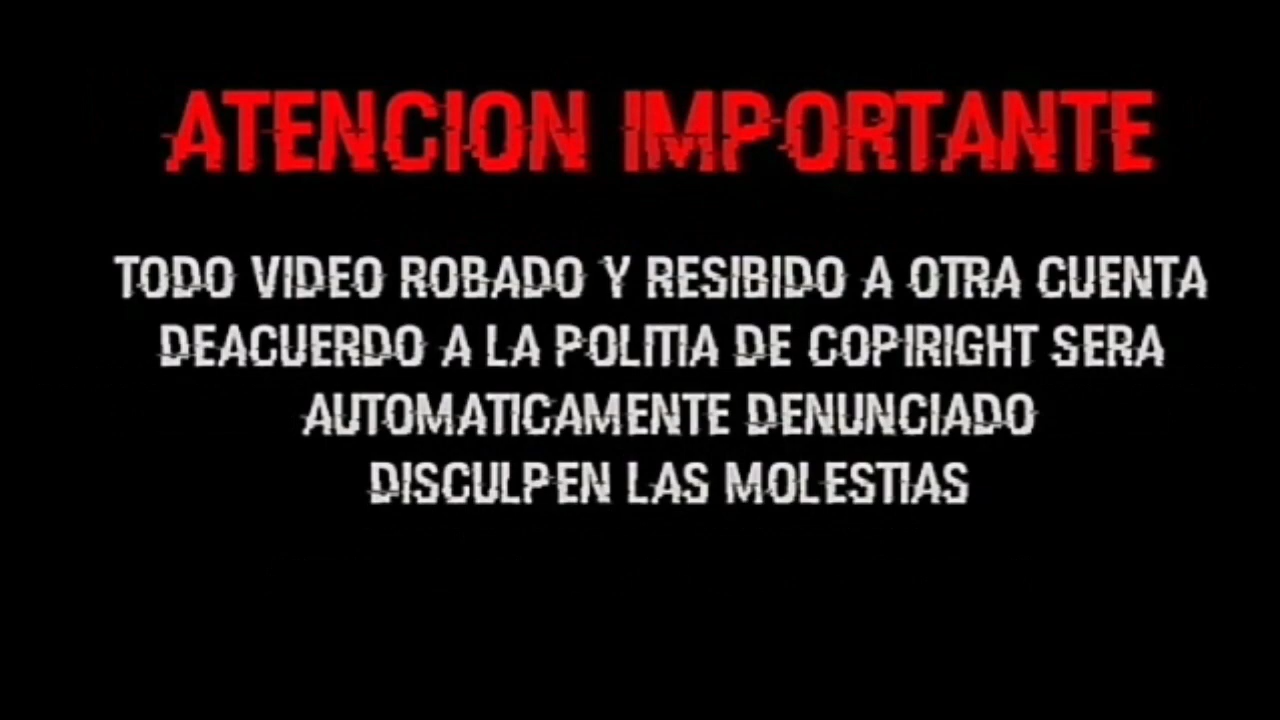 ATENCION IMPORTANTE
TODO VIDEO ROBADO Y RESIBIDO A OTRA CUENTA
DEACUERDO A LA POLITIA DE COPIRIGHT SERA
AUTOMATICAMENTE DENUNCIADO
DISCULPEN LAS MOLESTIAS